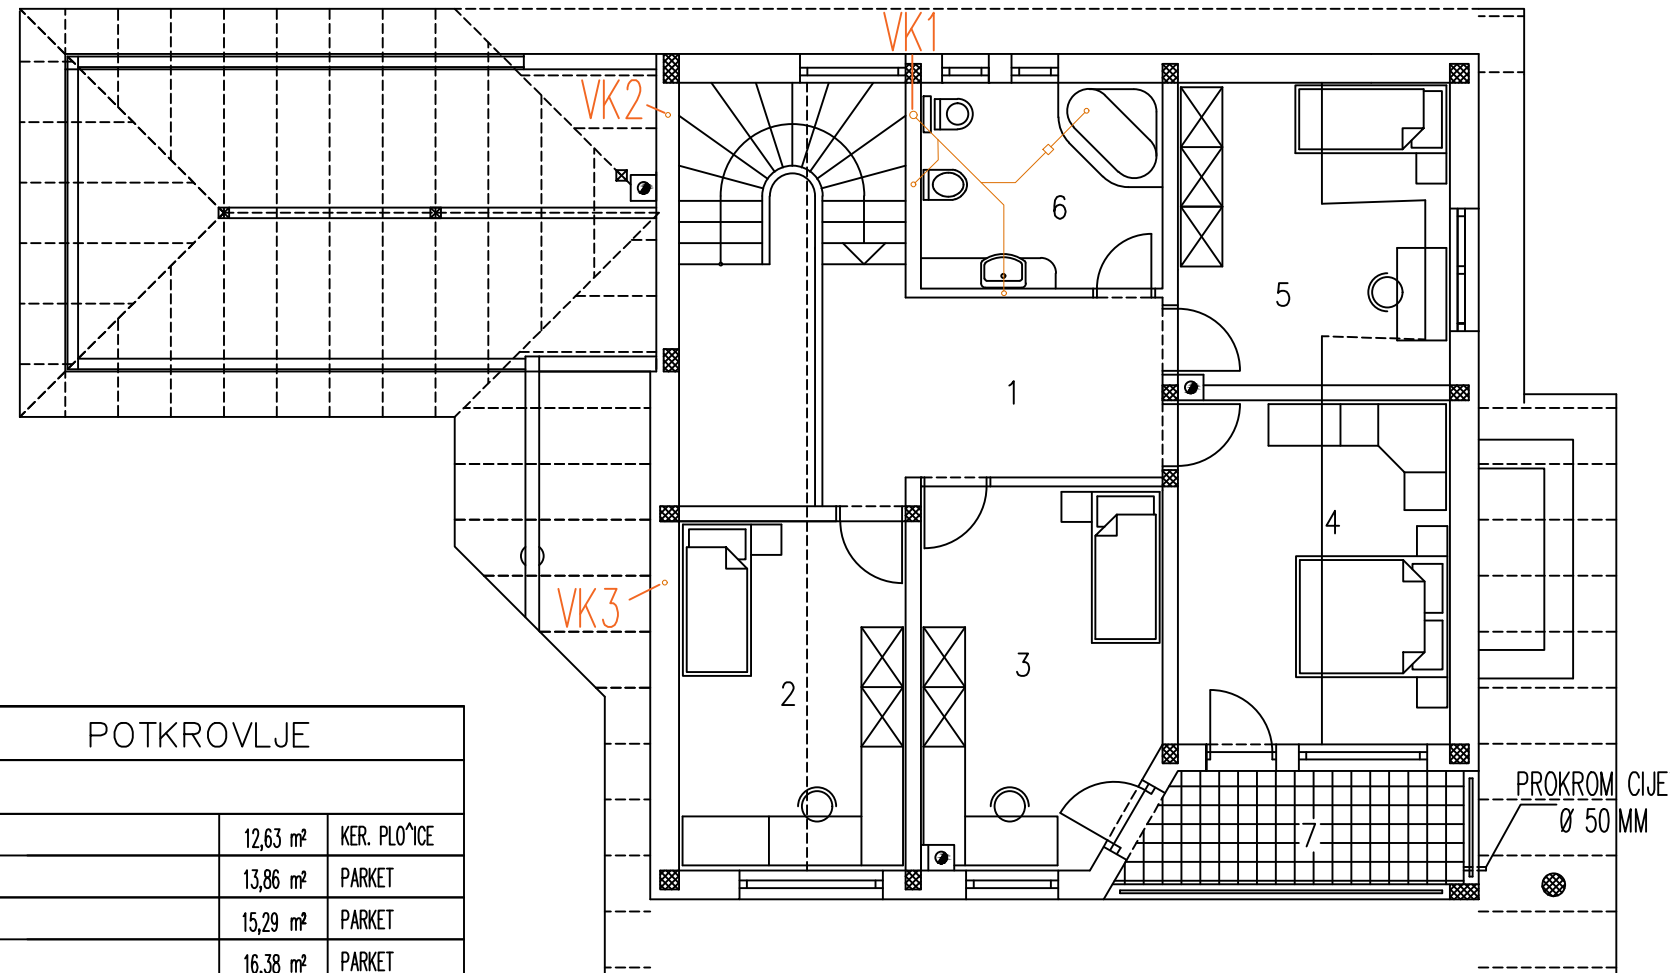 VK1
VK2
6
5
1
4
VK3
3
2
POTKROVLJE
PROKROM CIJE
Ø 50 MM
7
12,63 m² KER. PLO^ICE
13,86 m² PARKET
15,29 m² PARKET
16,38 m² PARKET